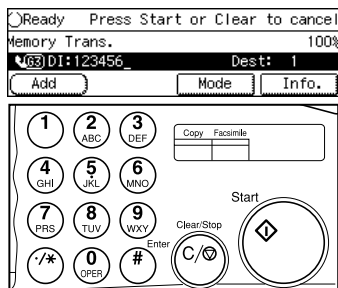 Ready Press Start or Clear to cancel
Memory Trans. 100%
G3 DI:123456_ Dest: 1
Add Mode Info.
1 2 ABC 3 DEF
Copy Facsimile
4 GHI 5 JKL 6 MNO
Start
7 PRS 8 TUV 9 WXY
Clear/Stop
Enter
·/* 0 OPER # C/